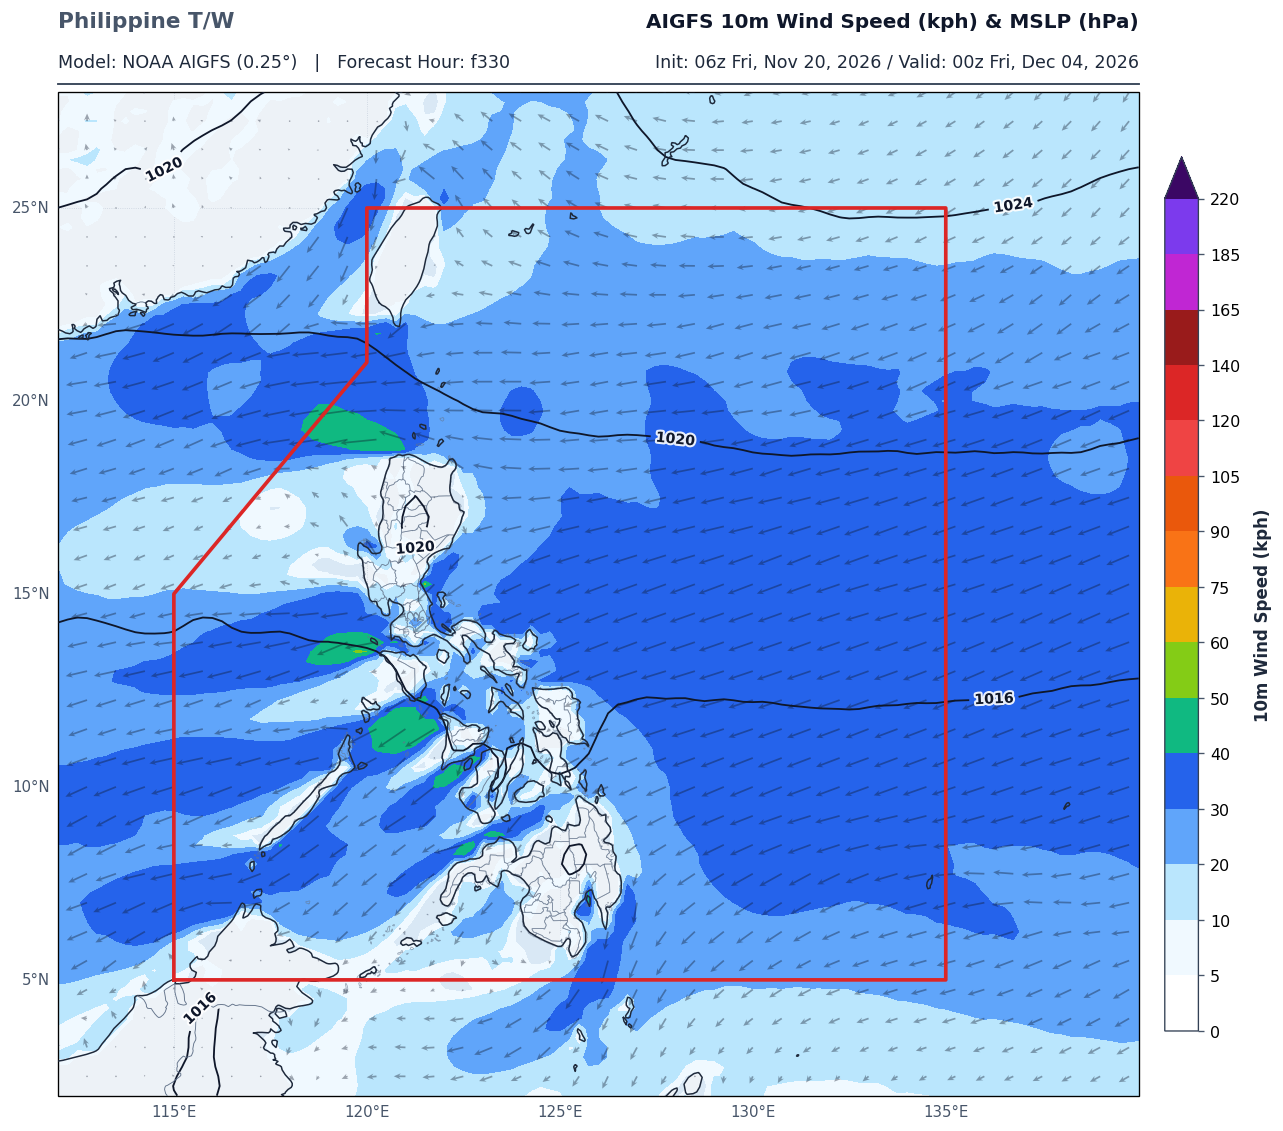 Philippine T/W
AIGFS 10m Wind Speed (kph) & MSLP (hPa)
Model: NOAA AIGFS (0.25°) | Forecast Hour: f330
Init: 06z Fri, Nov 20, 2026 / Valid: 00z Fri, Dec 04, 2026
1020
1024
1020
1020
1016
1016
25°N
20°N
15°N
10°N
5°N
115°E
120°E
125°E
130°E
135°E
220
185
165
140
120
105
90
75
60
50
40
30
20
10
5
0
10m Wind Speed (kph)